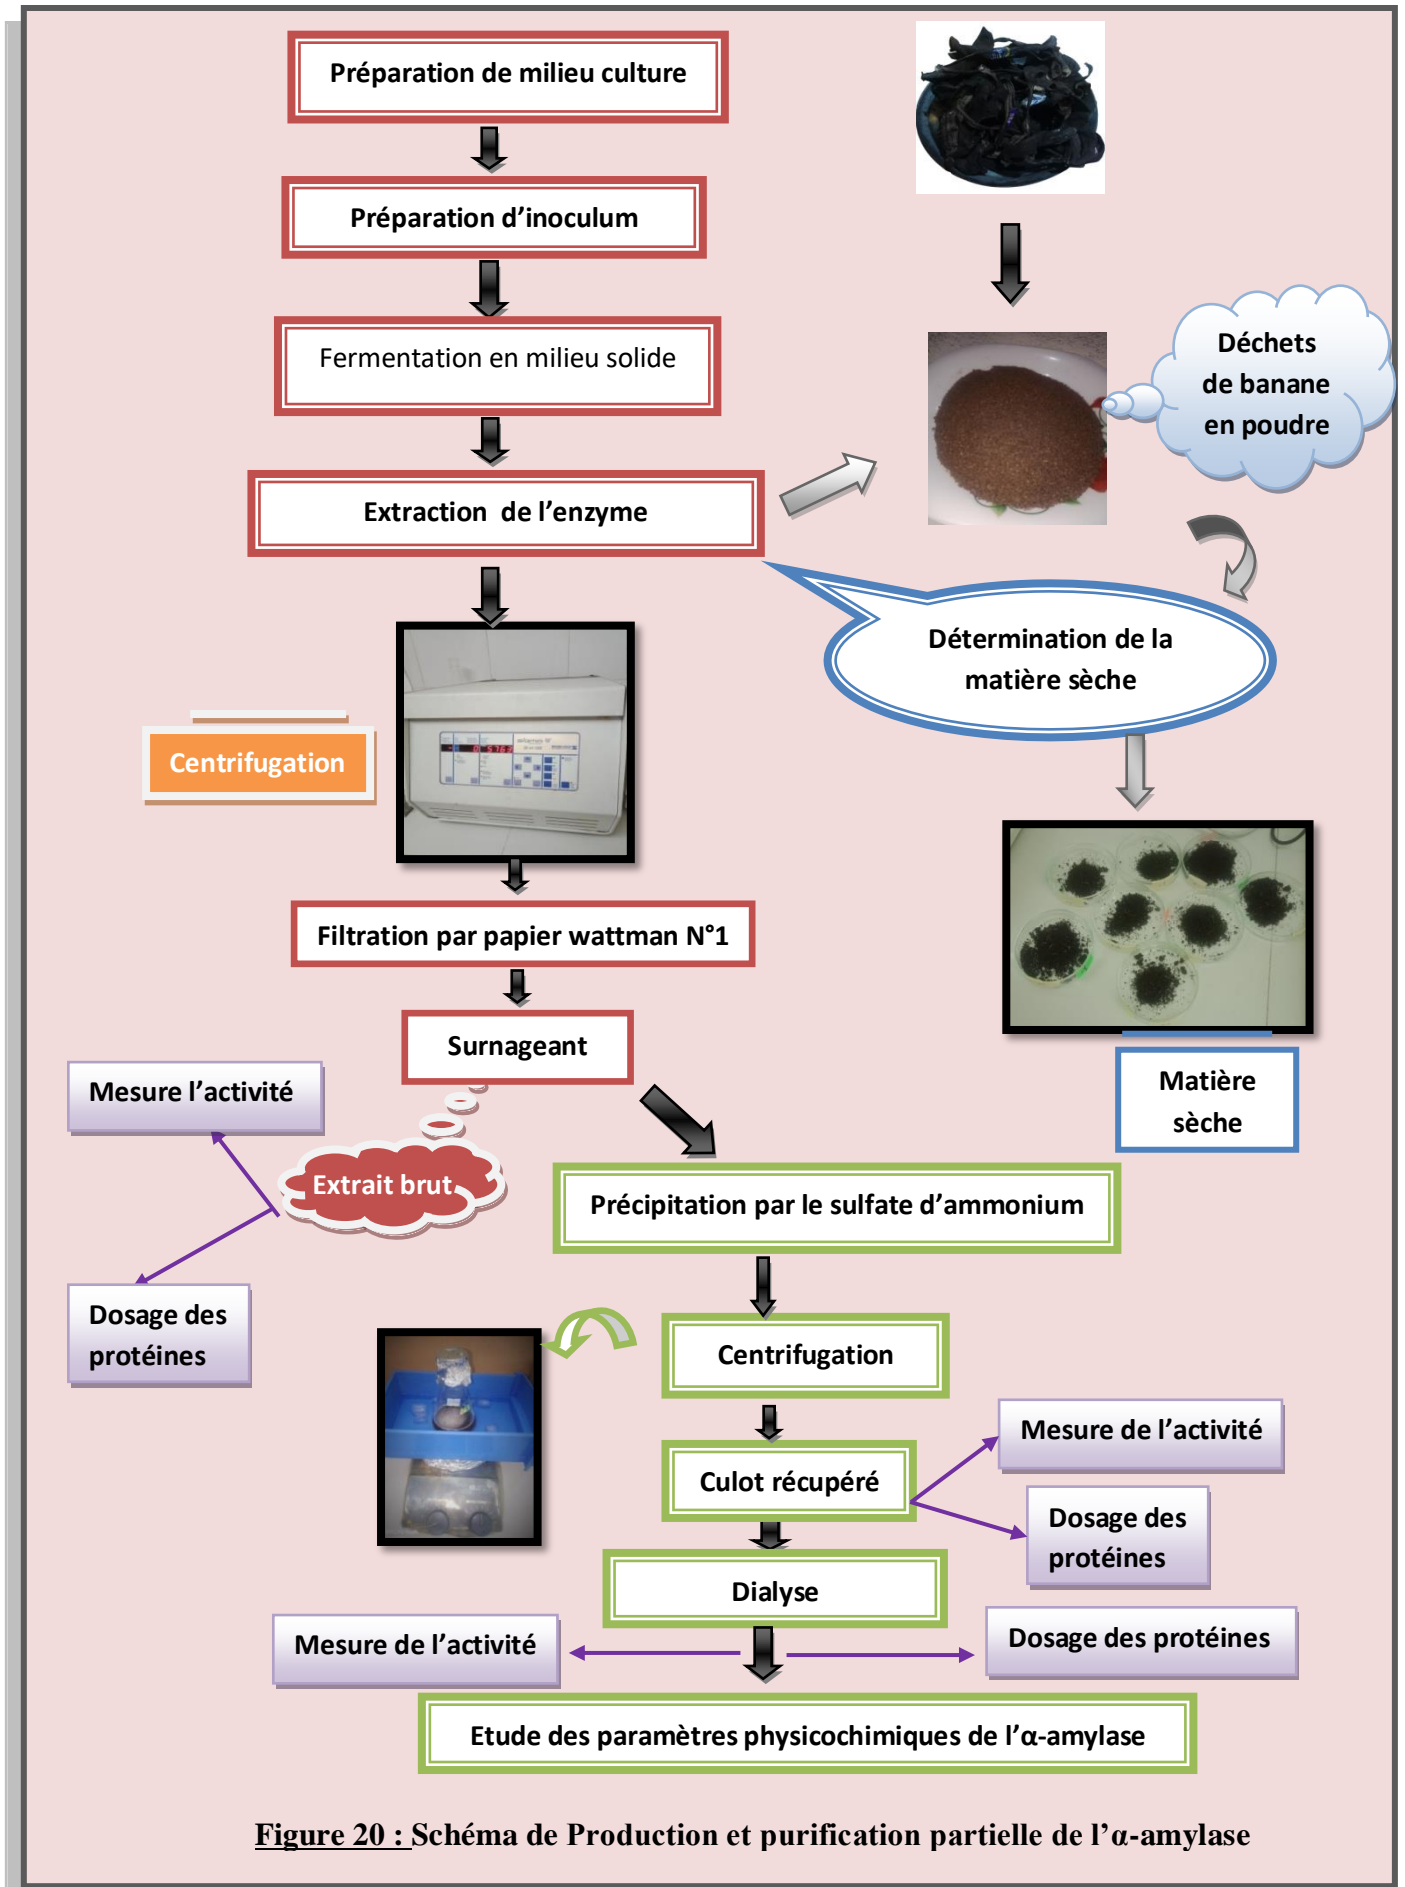 Préparation de milieu culture
Préparation d’inoculum
Fermentation en milieu solide
Déchets
de banane
en poudre
Extraction de l’enzyme
Détermination de la
matière sèche
Centrifugation
5763
Filtration par papier wattman N°1
Surnageant
Matière
sèche
Mesure l’activité
Extrait brut
Précipitation par le sulfate d’ammonium
Dosage des
protéines
Centrifugation
Mesure de l’activité
Culot récupéré
Dosage des
protéines
Dialyse
Mesure de l’activité
Dosage des protéines
Etude des paramètres physicochimiques de l’α-amylase
Figure 20 : Schéma de Production et purification partielle de l’α-amylase